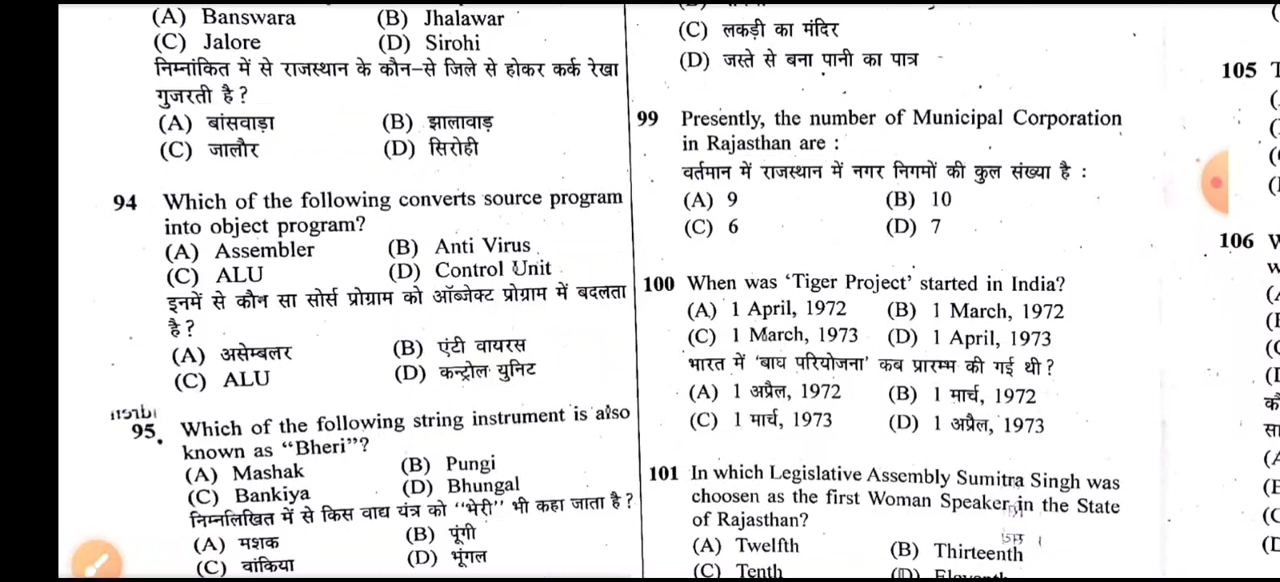 (A) Banswara (B) Jhalawar
(C) Jalore (D) Sirohi
निम्नांकित में से राजस्थान के कौन-से जिले से होकर कर्क रेखा
गुजरती है ?
(A) बांसवाड़ा (B) झालावाड़
(C) जालौर (D) सिरोही
94 Which of the following converts source program
into object program?
(A) Assembler (B) Anti Virus
(C) ALU (D) Control Unit
इनमें से कौन सा सोर्स प्रोग्राम को ऑब्जेक्ट प्रोग्राम में बदलता
है ?
(A) असेम्बलर (B) एंटी वायरस
(C) ALU (D) कन्ट्रोल युनिट
95. Which of the following string instrument is also
known as “Bheri”?
(A) Mashak (B) Pungi
(C) Bankiya (D) Bhungal
निम्नलिखित में से किस वाद्य यंत्र को “भेरी” भी कहा जाता है ?
(A) मशक (B) पूंगी
(C) वांकिया (D) भूंगल
(C) लकड़ी का मंदिर
(D) जस्ते से बना पानी का पात्र
99 Presently, the number of Municipal Corporation
in Rajasthan are :
वर्तमान में राजस्थान में नगर निगमों की कुल संख्या है :
(A) 9 (B) 10
(C) 6 (D) 7
100 When was ‘Tiger Project’ started in India?
(A) 1 April, 1972 (B) 1 March, 1972
(C) 1 March, 1973 (D) 1 April, 1973
भारत में ‘बाघ परियोजना’ कब प्रारम्भ की गई थी ?
(A) 1 अप्रैल, 1972 (B) 1 मार्च, 1972
(C) 1 मार्च, 1973 (D) 1 अप्रैल, 1973
101 In which Legislative Assembly Sumitra Singh was
choosen as the first Woman Speaker in the State
of Rajasthan?
(A) Twelfth (B) Thirteenth
(C) Tenth (D) Eleventh
105
106